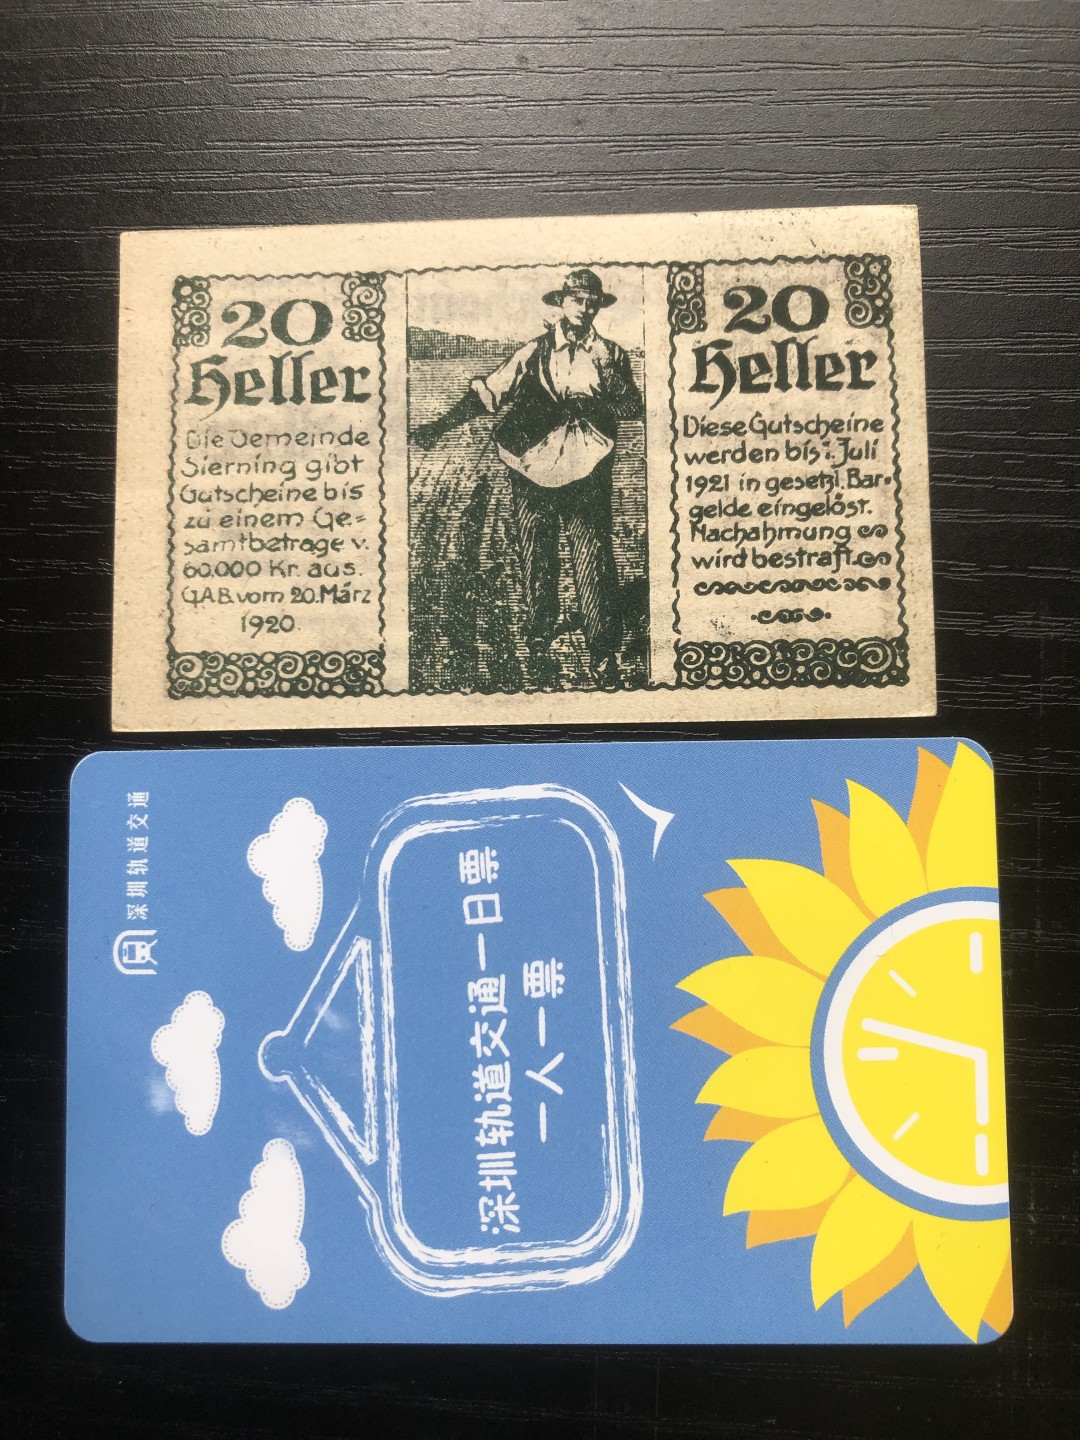 20
Heller
Die Gemeinde
Sierning gibt
Gutscheine bis
zu einem Ge=
samtbetrage v.
60.000 Kr. aus.
G.A.B. vom 20. März
1920.
20
Heller
Diese Gutscheine
werden bis 1. Juli
1921 in gesetzl. Bar=
gelde eingelöst.
Nachahmung
wird bestraft.
深圳轨道交通
深圳轨道交通一日票
一人一票